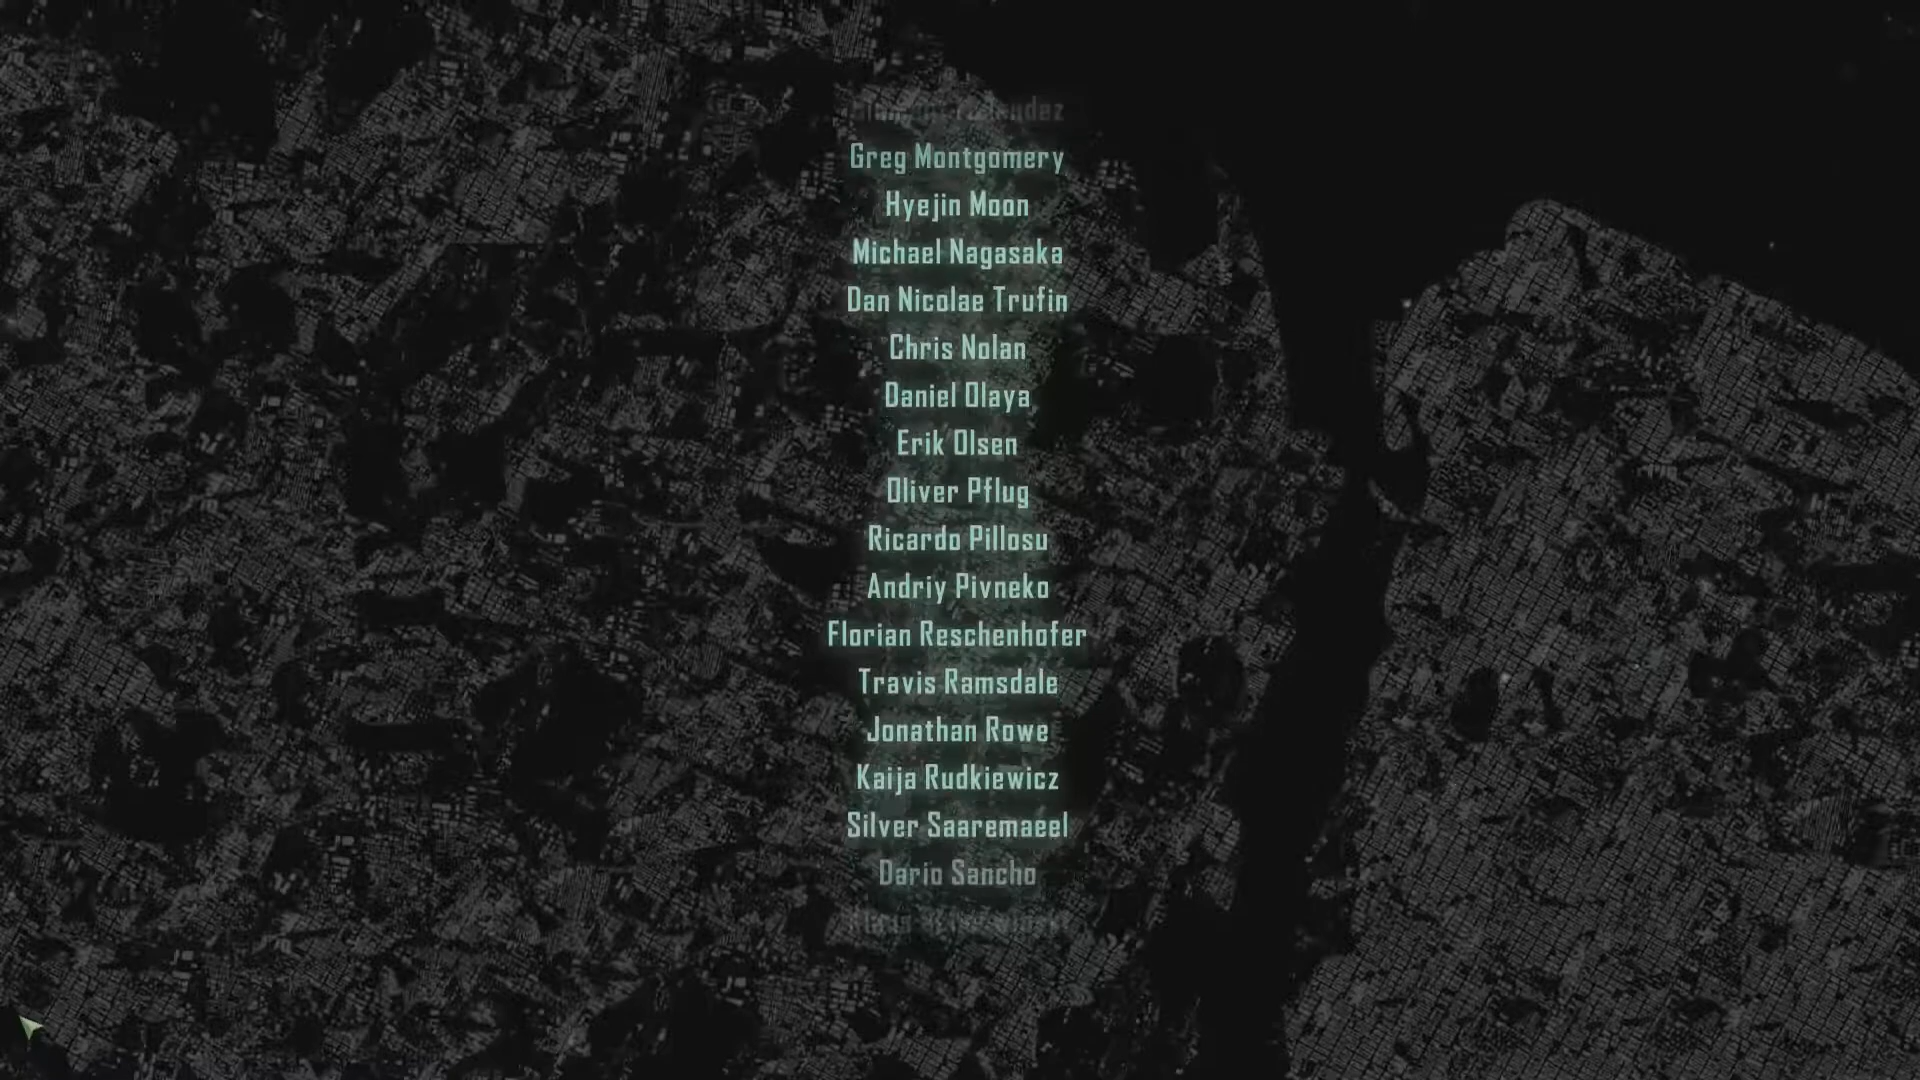 Greg Montgomery
Hyejin Moon
Michael Nagasaka
Dan Nicolae Trufin
Chris Nolan
Daniel Olaya
Erik Olsen
Oliver Pflug
Ricardo Pillosu
Andriy Pivneko
Florian Reschenhofer
Travis Ramsdale
Jonathan Rowe
Kaija Rudkiewicz
Silver Saaremaeel
Dario Sancho